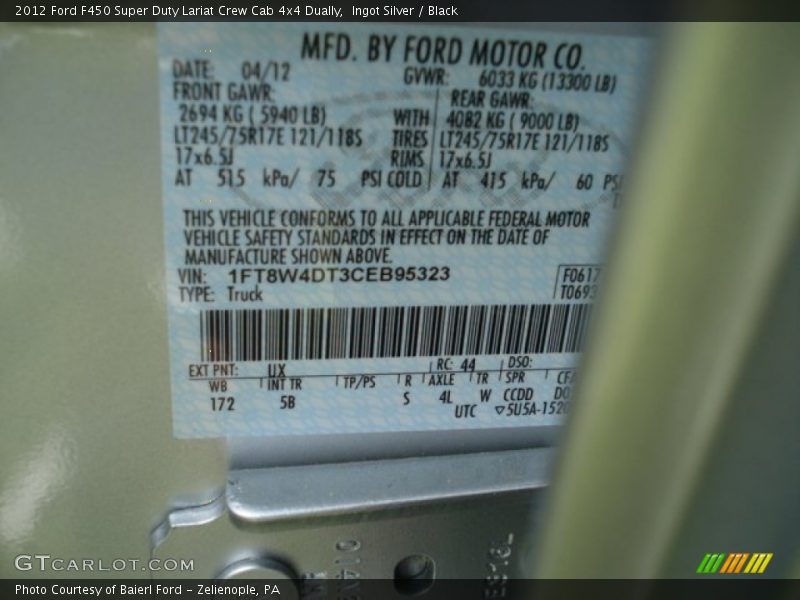 2012 Ford F450 Super Duty Lariat Crew Cab 4x4 Dually,  Ingot Silver / Black
MFD. BY FORD MOTOR CO.
DATE: 04/12 GVWR: 6033 KG (13300 LB)
FRONT GAWR: REAR GAWR:
2694 KG ( 5940 LB) WITH 4082 KG ( 9000 LB)
LT245/75R17E 121/118S TIRES LT245/75R17E 121/118S
17x6.5J RIMS 17x6.5J
AT 515 kPa/ 75 PSI COLD AT 415 kPa/ 60 PSI
THIS VEHICLE CONFORMS TO ALL APPLICABLE FEDERAL MOTOR
VEHICLE SAFETY STANDARDS IN EFFECT ON THE DATE OF
MANUFACTURE SHOWN ABOVE.
VIN: 1FT8W4DT3CEB95323 F0617
TYPE: Truck T0693
EXT PNT: UX RC: 44 DSO:
WB INT TR TP/PS R AXLE TR SPR
172 5B S 4L W CCDD
UTC ▽5U5A-1520
GTCARLOT.COM
Photo Courtesy of Baierl Ford - Zelienople, PA